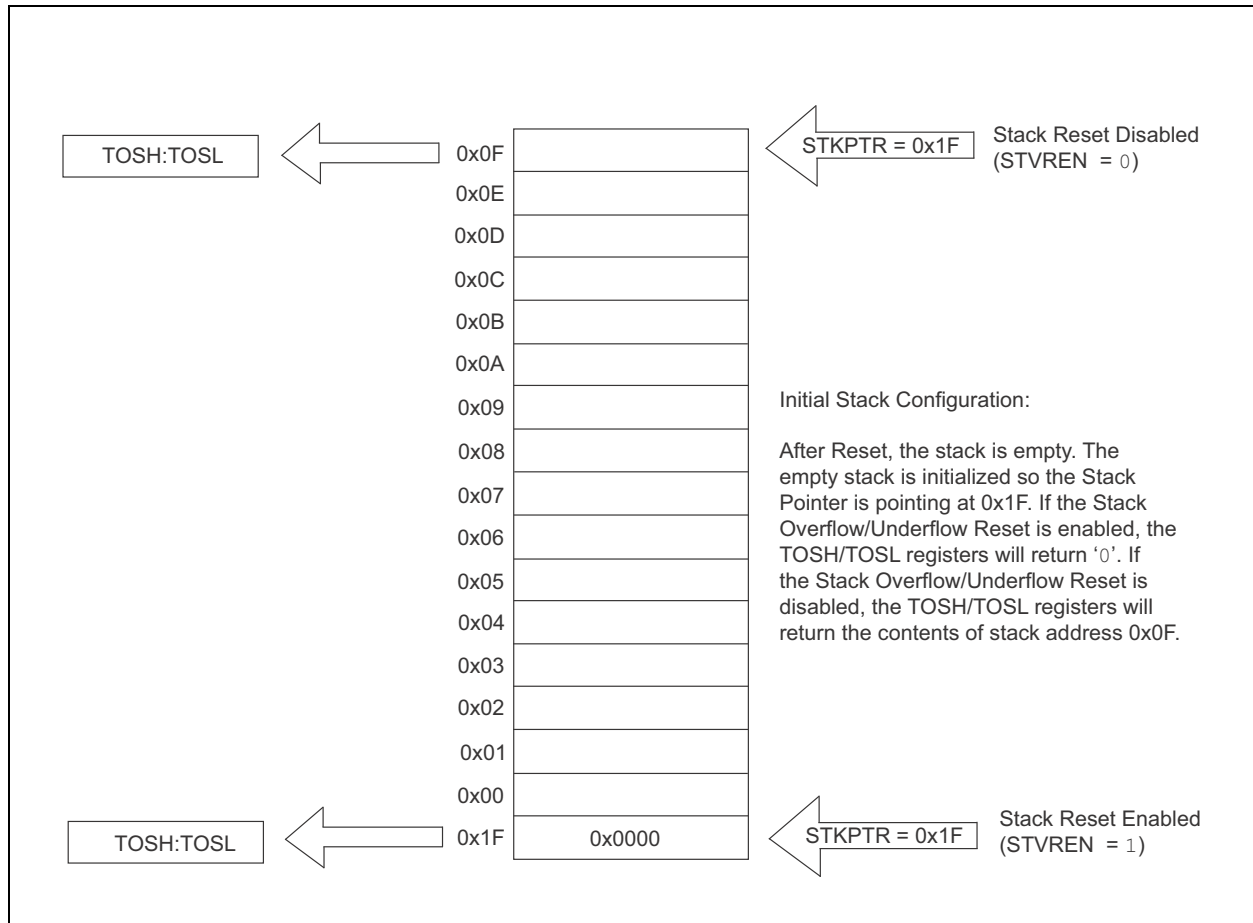 TOSH:TOSL
0x0F
STKPTR = 0x1F
Stack Reset Disabled
(STVREN = 0)
0x0E
0x0D
0x0C
0x0B
0x0A
0x09
0x08
0x07
0x06
0x05
0x04
0x03
0x02
0x01
0x00
Initial Stack Configuration:
After Reset, the stack is empty. The
empty stack is initialized so the Stack
Pointer is pointing at 0x1F. If the Stack
Overflow/Underflow Reset is enabled, the
TOSH/TOSL registers will return ‘0’. If
the Stack Overflow/Underflow Reset is
disabled, the TOSH/TOSL registers will
return the contents of stack address 0x0F.
TOSH:TOSL
0x1F
0x0000
STKPTR = 0x1F
Stack Reset Enabled
(STVREN = 1)